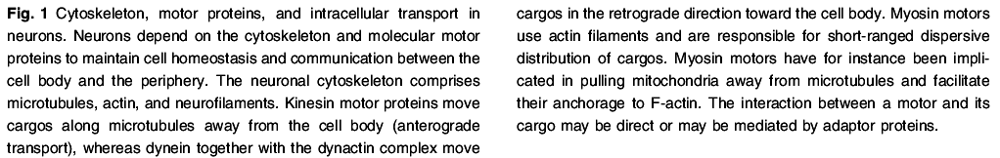 Fig. 1 Cytoskeleton, motor proteins, and intracellular transport in
neurons. Neurons depend on the cytoskeleton and molecular motor
proteins to maintain cell homeostasis and communication between the
cell body and the periphery. The neuronal cytoskeleton comprises
microtubules, actin, and neurofilaments. Kinesin motor proteins move
cargos along microtubules away from the cell body (anterograde
transport), whereas dynein together with the dynactin complex move
cargos in the retrograde direction toward the cell body. Myosin motors
use actin filaments and are responsible for short-ranged dispersive
distribution of cargos. Myosin motors have for instance been impli-
cated in pulling mitochondria away from microtubules and facilitate
their anchorage to F-actin. The interaction between a motor and its
cargo may be direct or may be mediated by adaptor proteins.